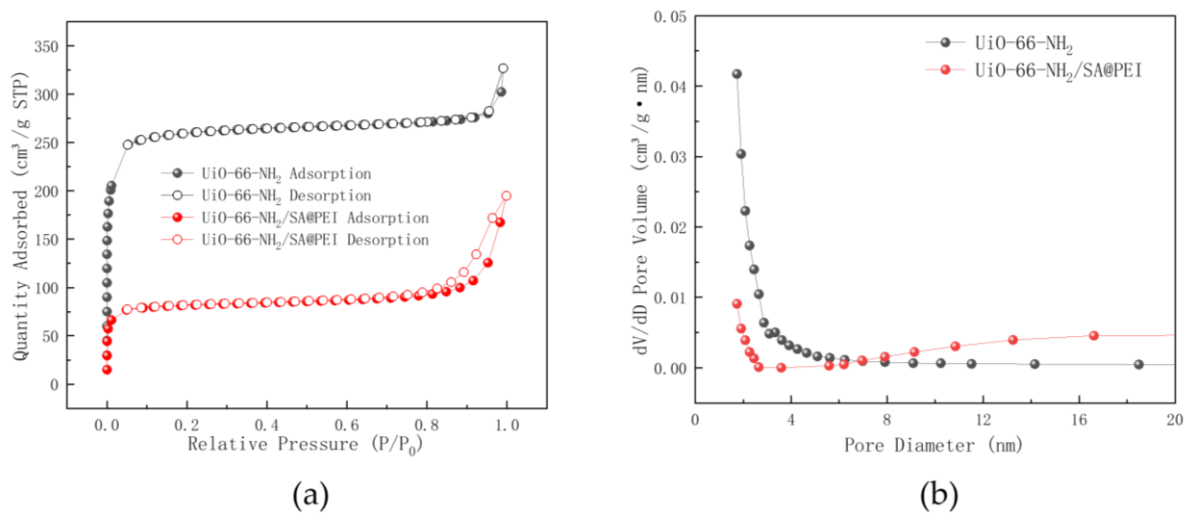 350
300
250
200
150
100
50
0
Quantity Adsorbed (cm³/g STP)
UiO-66-NH₂ Adsorption
UiO-66-NH₂ Desorption
UiO-66-NH₂/SA@PEI Adsorption
UiO-66-NH₂/SA@PEI Desorption
0.0 0.2 0.4 0.6 0.8 1.0
Relative Pressure (P/P₀)
(a)
0.05
0.04
0.03
0.02
0.01
0.00
dV/dD Pore Volume (cm³/g•nm)
UiO-66-NH₂
UiO-66-NH₂/SA@PEI
0 4 8 12 16 20
Pore Diameter (nm)
(b)